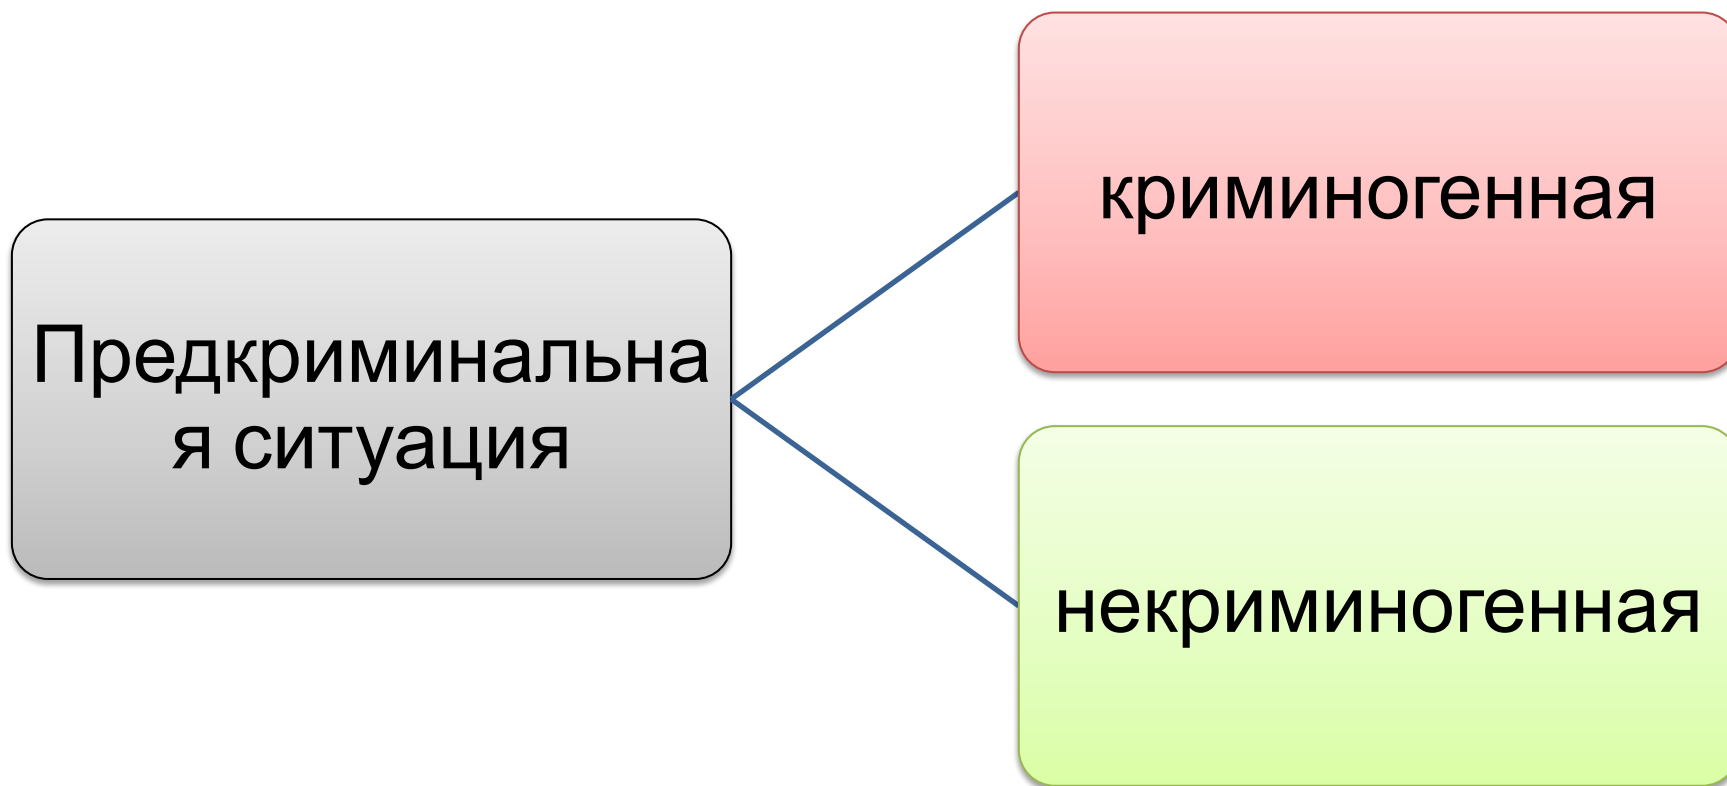 криминогенная
Предкриминальна
я ситуация
некриминогенная